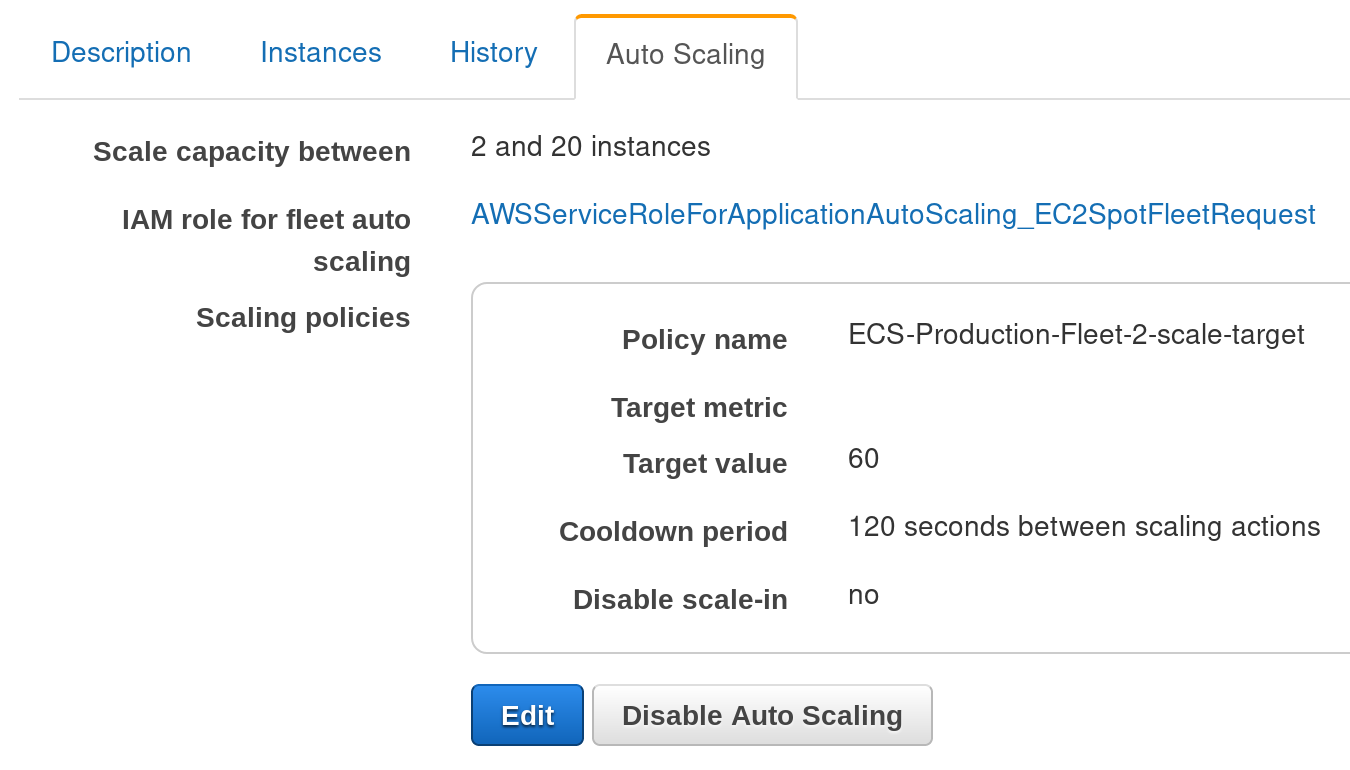 Description Instances History Auto Scaling
Scale capacity between 2 and 20 instances
IAM role for fleet auto AWSServiceRoleForApplicationAutoScaling_EC2SpotFleetRequest
scaling
Scaling policies
Policy name ECS-Production-Fleet-2-scale-target
Target metric
Target value 60
Cooldown period 120 seconds between scaling actions
Disable scale-in no
Edit Disable Auto Scaling